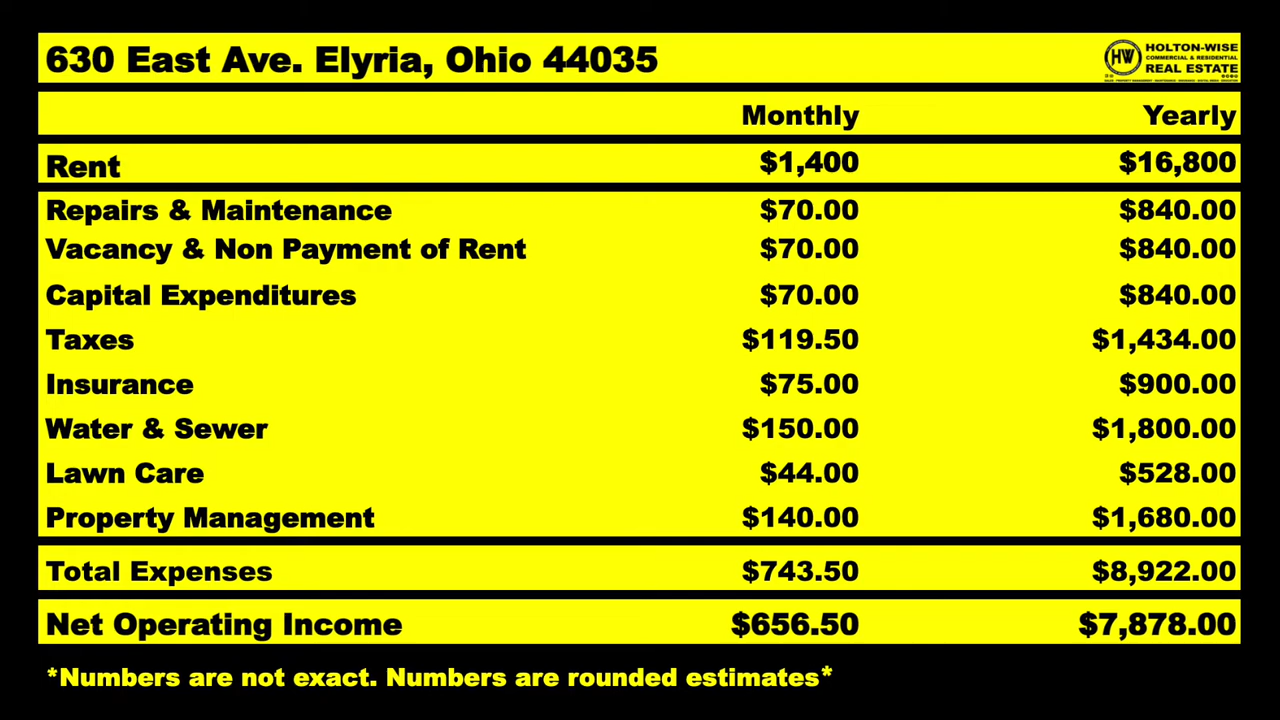 630 East Ave. Elyria, Ohio 44035
HW
HOLTON-WISE
COMMERCIAL & RESIDENTIAL
REAL ESTATE
Monthly Yearly
Rent $1,400 $16,800
Repairs & Maintenance $70.00 $840.00
Vacancy & Non Payment of Rent $70.00 $840.00
Capital Expenditures $70.00 $840.00
Taxes $119.50 $1,434.00
Insurance $75.00 $900.00
Water & Sewer $150.00 $1,800.00
Lawn Care $44.00 $528.00
Property Management $140.00 $1,680.00
Total Expenses $743.50 $8,922.00
Net Operating Income $656.50 $7,878.00
*Numbers are not exact. Numbers are rounded estimates*